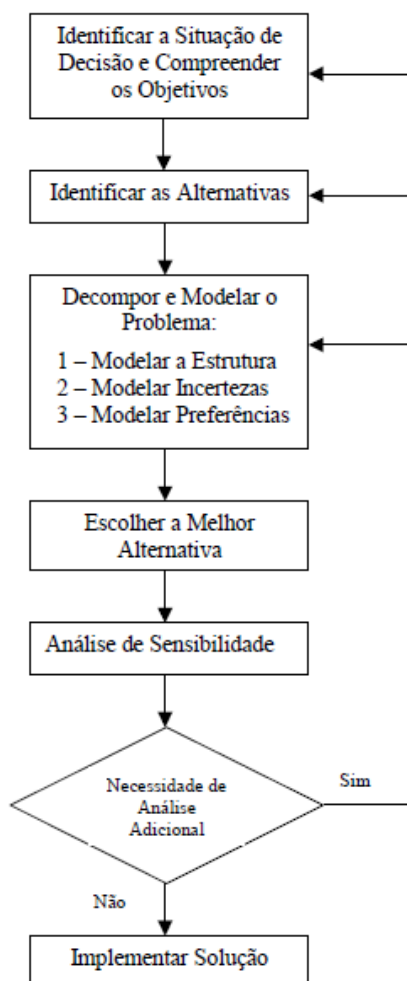 Identificar a Situação de
Decisão e Compreender
os Objetivos
Identificar as Alternativas
Decompor e Modelar o
Problema:
1 – Modelar a Estrutura
2 – Modelar Incertezas
3 – Modelar Preferências
Escolher a Melhor
Alternativa
Análise de Sensibilidade
Necessidade de
Análise
Adicional
Sim
Não
Implementar Solução